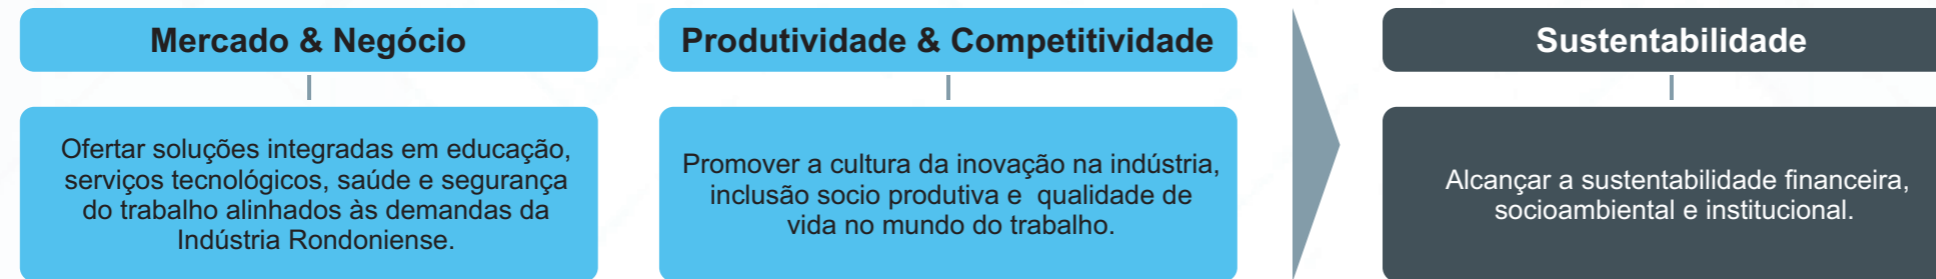 Mercado & Negócio
Ofertar soluções integradas em educação,
serviços tecnológicos, saúde e segurança
do trabalho alinhados às demandas da
Indústria Rondoniense.
Produtividade & Competitividade
Promover a cultura da inovação na indústria,
inclusão socio produtiva e  qualidade de
vida no mundo do trabalho.
Sustentabilidade
Alcançar a sustentabilidade financeira,
socioambiental e institucional.